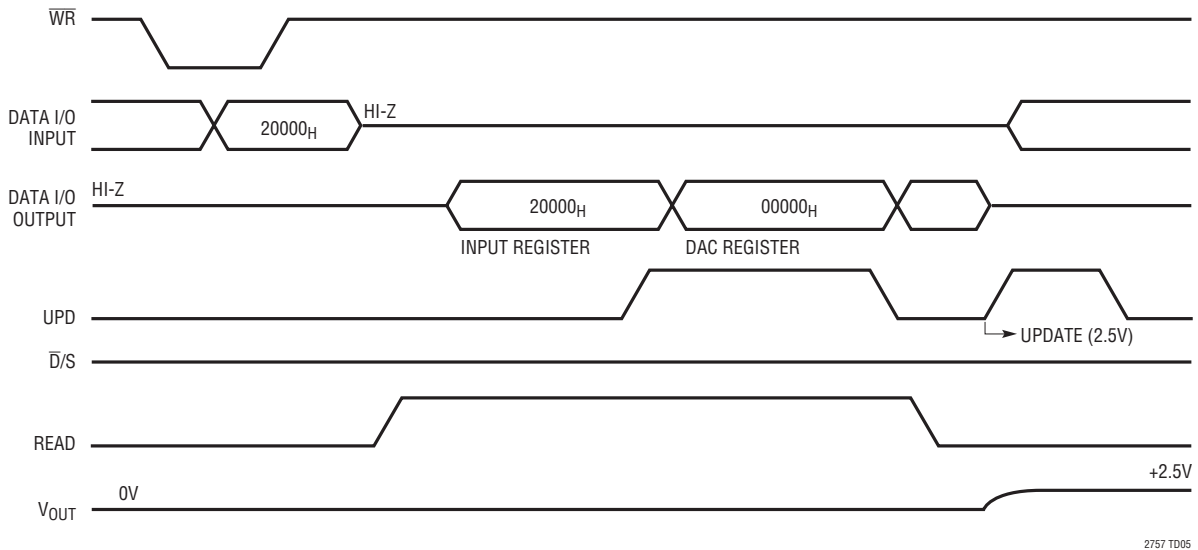 W̅R̅
DATA I/O
INPUT
20000H
HI-Z
DATA I/O
OUTPUT
HI-Z
20000H
00000H
INPUT REGISTER
DAC REGISTER
UPD
UPDATE (2.5V)
D̅/S
READ
VOUT
0V
+2.5V
2757 TD05